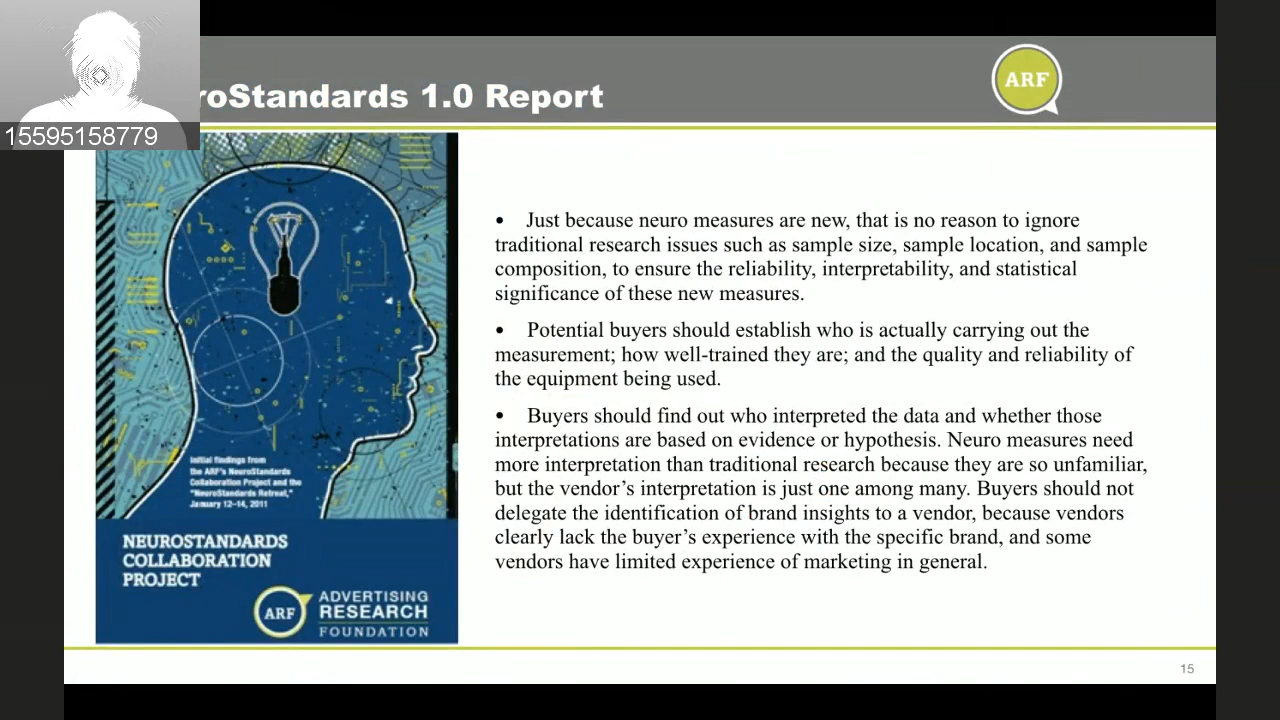 roStandards 1.0 Report
ARF
15595158779
• Just because neuro measures are new, that is no reason to ignore
traditional research issues such as sample size, sample location, and sample
composition, to ensure the reliability, interpretability, and statistical
significance of these new measures.
• Potential buyers should establish who is actually carrying out the
measurement; how well-trained they are; and the quality and reliability of
the equipment being used.
• Buyers should find out who interpreted the data and whether those
interpretations are based on evidence or hypothesis. Neuro measures need
more interpretation than traditional research because they are so unfamiliar,
but the vendor’s interpretation is just one among many. Buyers should not
delegate the identification of brand insights to a vendor, because vendors
clearly lack the buyer’s experience with the specific brand, and some
vendors have limited experience of marketing in general.
Initial findings from
the ARF's NeuroStandards
Collaboration Project and the
"NeuroStandards Retreat,"
January 12–14, 2011
NEUROSTANDARDS
COLLABORATION
PROJECT
ARF
ADVERTISING
RESEARCH
FOUNDATION
15